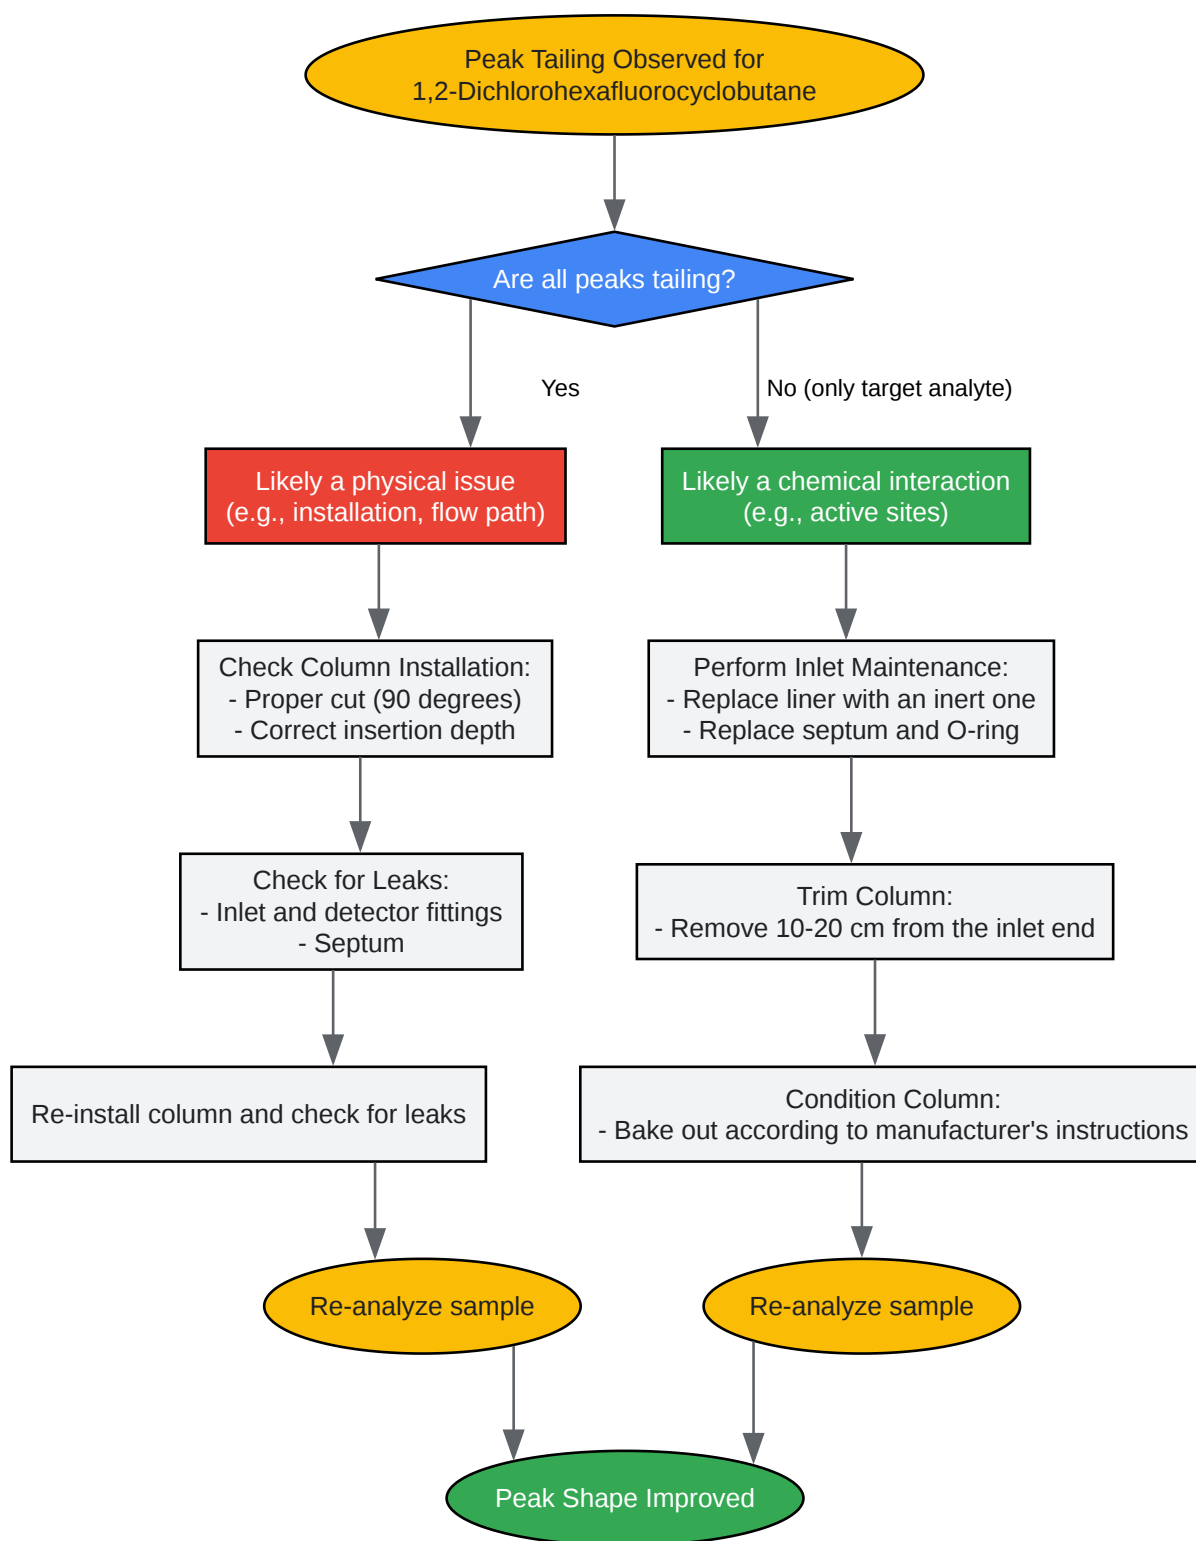 Peak Tailing Observed for
1,2-Dichlorohexafluorocyclobutane
Are all peaks tailing?
Yes
No (only target analyte)
Likely a physical issue
(e.g., installation, flow path)
Likely a chemical interaction
(e.g., active sites)
Check Column Installation:
- Proper cut (90 degrees)
- Correct insertion depth
Perform Inlet Maintenance:
- Replace liner with an inert one
- Replace septum and O-ring
Check for Leaks:
- Inlet and detector fittings
- Septum
Trim Column:
- Remove 10-20 cm from the inlet end
Re-install column and check for leaks
Condition Column:
- Bake out according to manufacturer's instructions
Re-analyze sample
Re-analyze sample
Peak Shape Improved